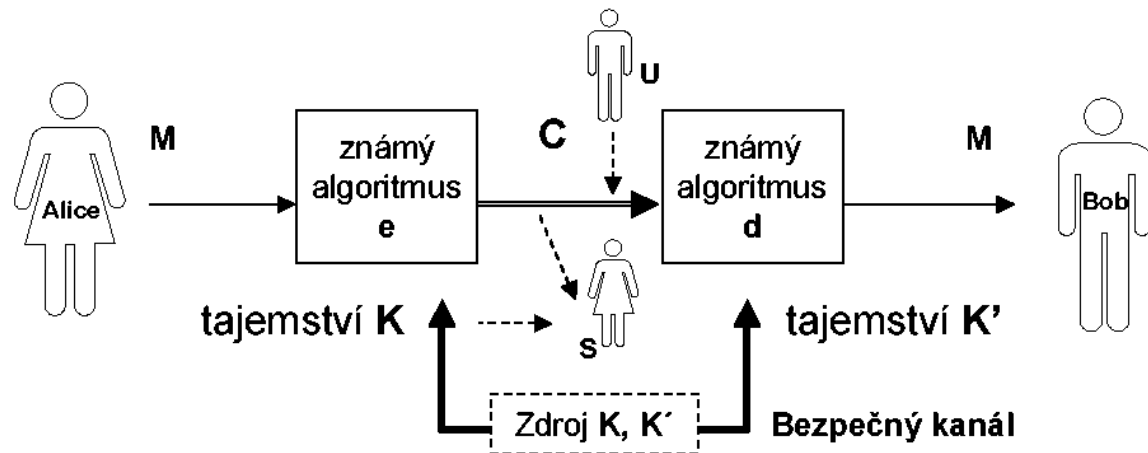 U
M
C
M
známý
algoritmus
e
známý
algoritmus
d
Alice
Bob
tajemství K
S
tajemství K’
Zdroj K, K´
Bezpečný kanál